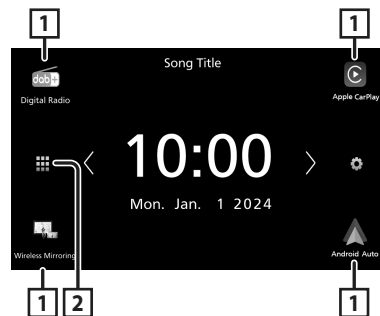 1
1
Song Title
dab+
Digital Radio
Apple CarPlay
10:00
Mon. Jan. 1 2024
Wireless Mirroring
Android Auto
1
2
1